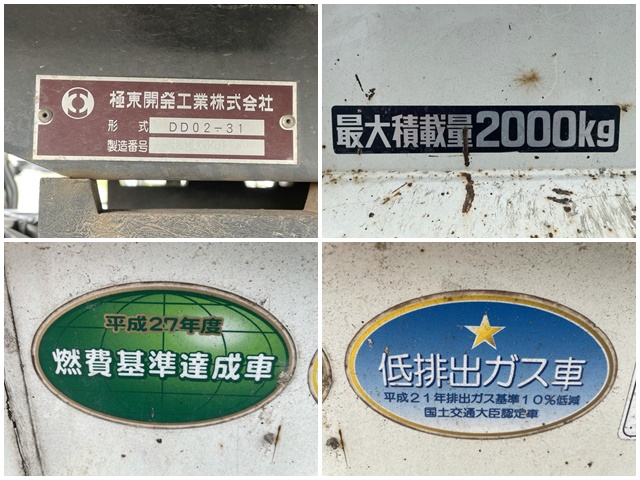 極東開発工業株式会社
形式 DD02-31
製造番号
最大積載量2000kg
平成27年度
燃費基準達成車
低排出ガス車
平成21年排出ガス基準10%低減
国土交通大臣認定車